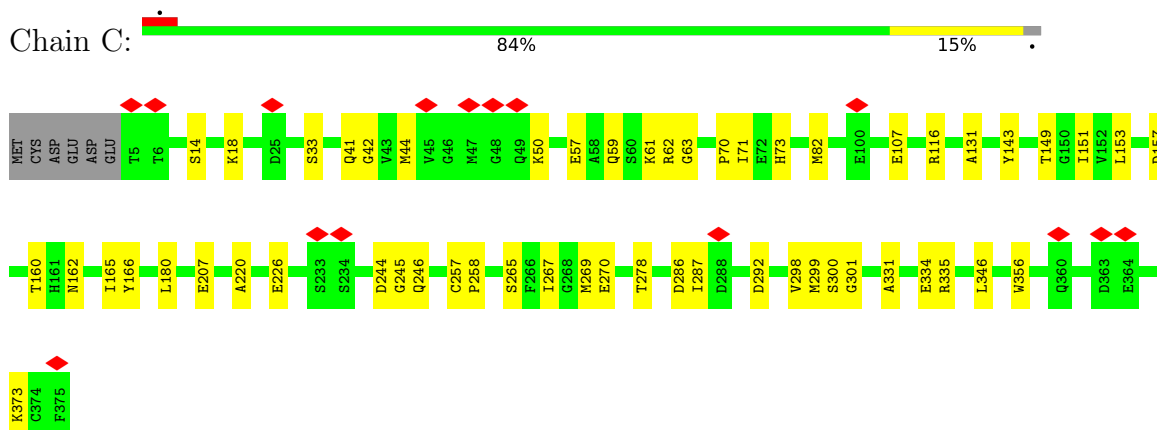 Chain C: • 84% 15% •
MET CYS ASP GLU ASP GLU T5 T6 S14 K18 D25 S33 Q41 G42 V43 M44 V45 G46 M47 G48 Q49 K50 E57 A58 Q59 S60 K61 R62 G63 P70 I71 E72 H73 M82 E100 E107 R116 A131 Y143 T149 G150 I151 V152 L153
T160 H161 N162 I165 Y166 L180 E207 A220 E226 S233 S234 D244 G245 Q246 C257 P258 S265 F266 I267 G268 M269 E270 T278 D286 I287 D288 D292 V298 M299 S300 G301 A331 E334 R335 L346 W356 Q360 D363 E364
K373 C374 F375